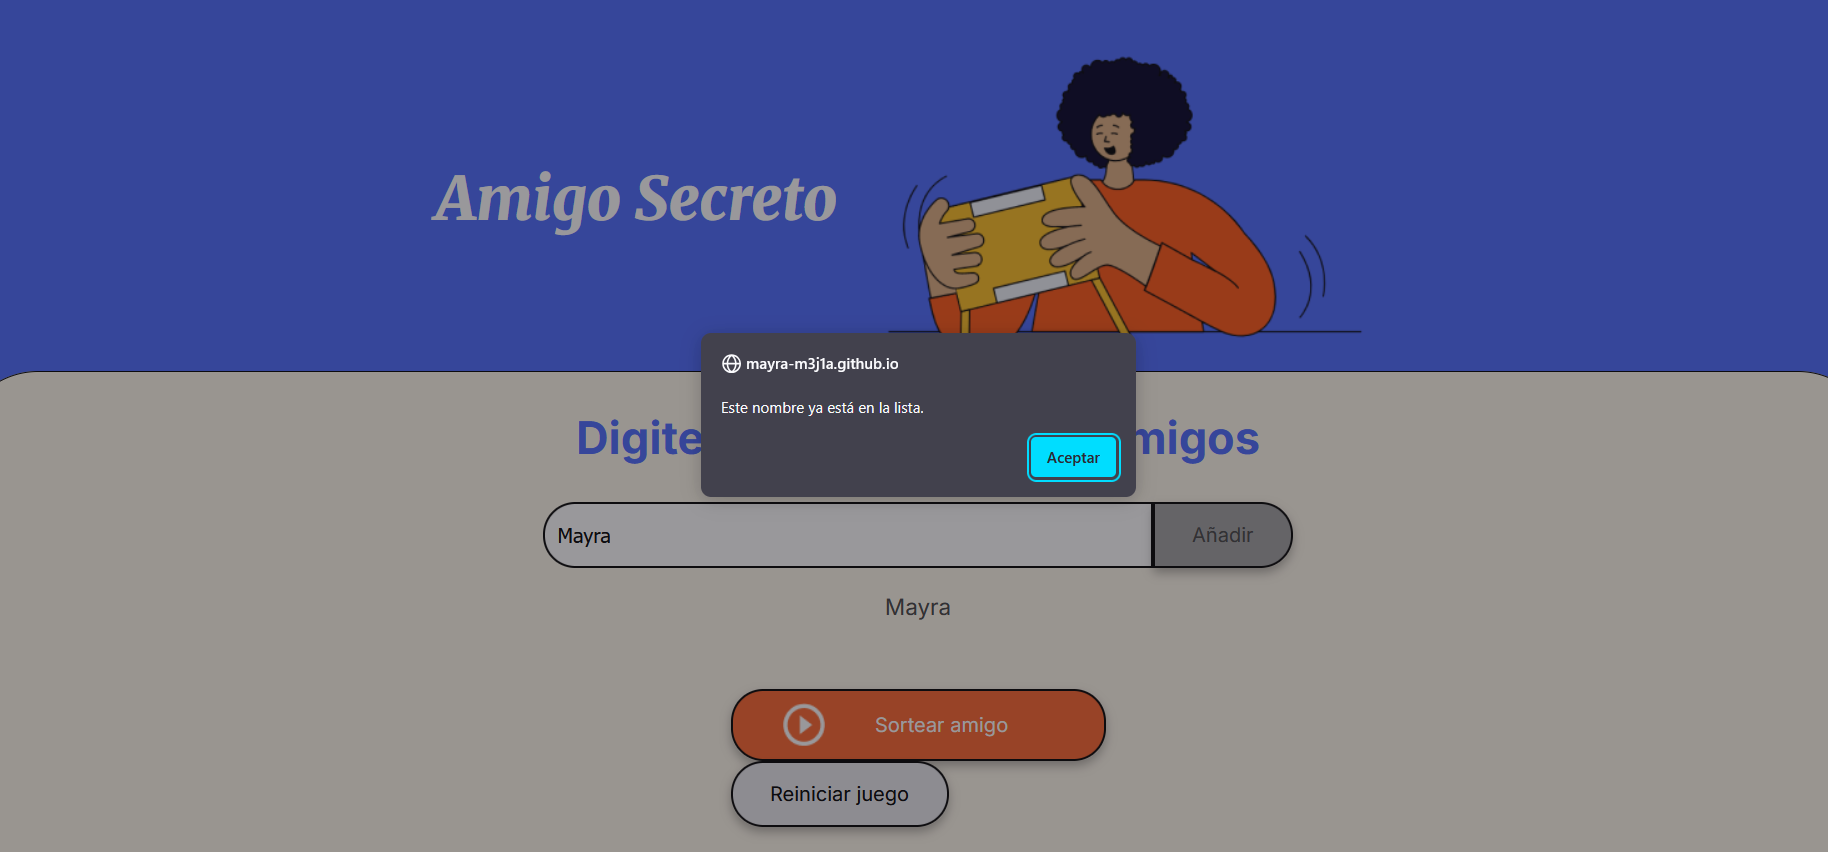 Amigo Secreto
mayra-m3j1a.github.io
Este nombre ya está en la lista.
Aceptar
Digite migos
Mayra
Añadir
Mayra
Sortear amigo
Reiniciar juego